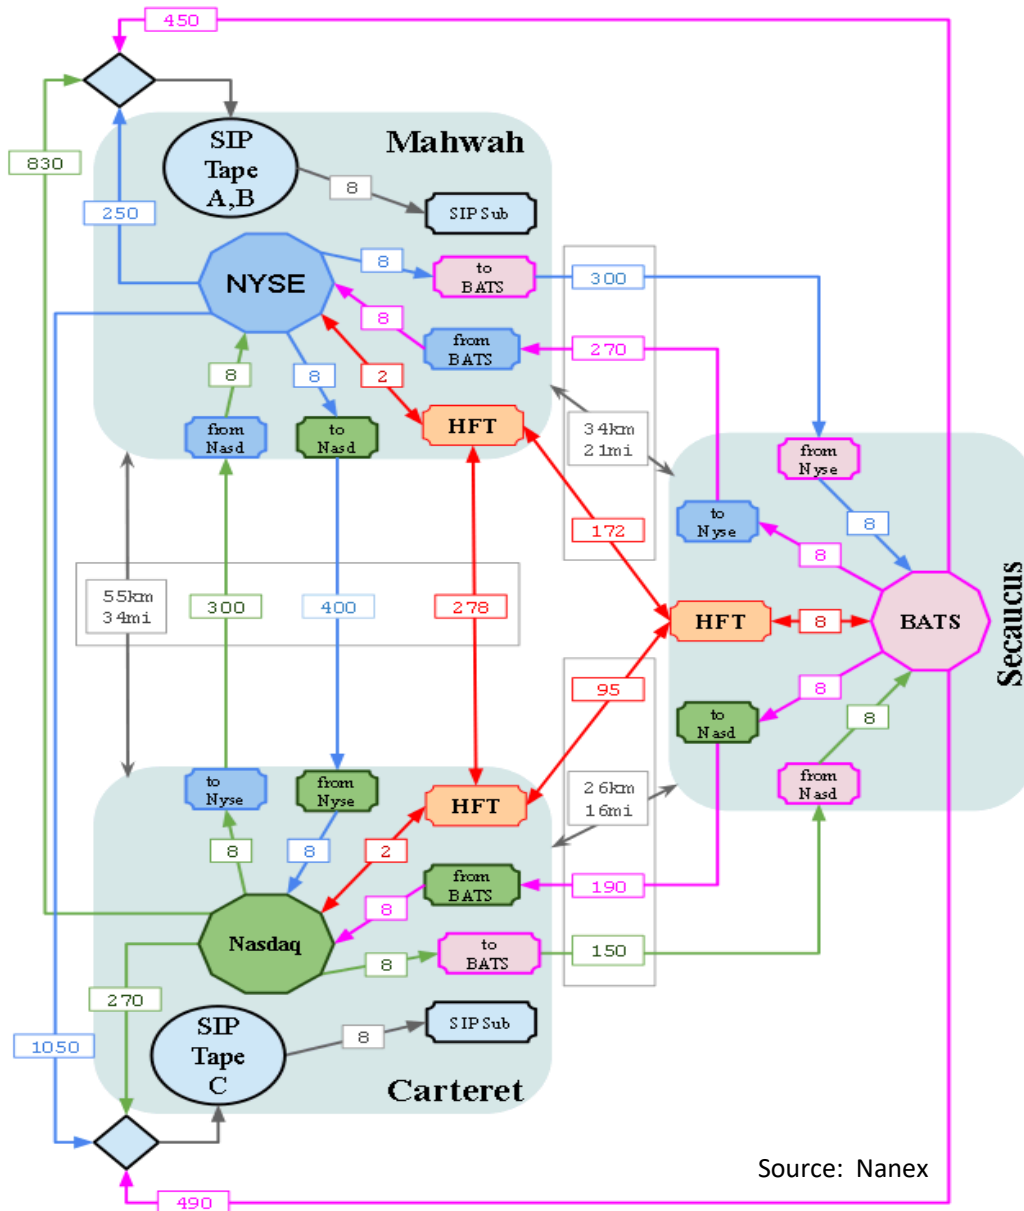 450
830
SIP
Tape
A,B
Mahwah
8
SIP Sub
250
NYSE
8
to
BATS
300
8
from
BATS
270
8
8
2
34km
21mi
from
Nasd
to
Nasd
HFT
from
Nyse
to
Nyse
8
172
8
55km
34mi
300
400
278
HFT
8
BATS
Secaucus
95
8
8
to
Nasd
to
Nyse
from
Nyse
HFT
from
Nasd
26km
16mi
8
8
2
from
BATS
190
8
Nasdaq
8
to
BATS
150
270
SIP
Tape
C
8
SIP Sub
1050
Carteret
Source: Nanex
490